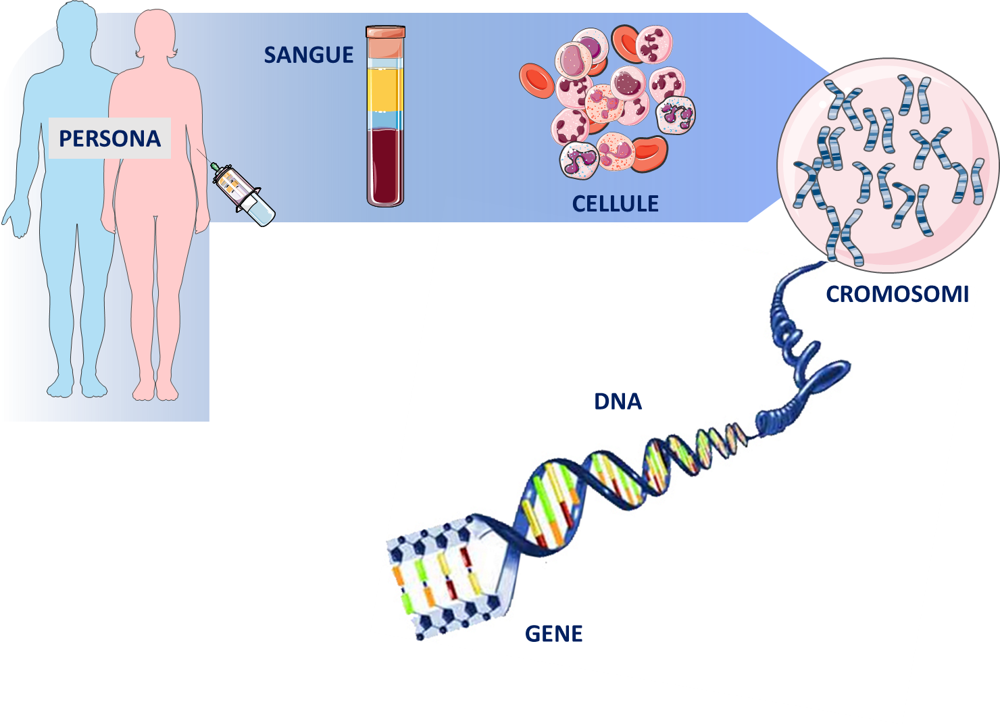 SANGUE
PERSONA
CELLULE
CROMOSOMI
DNA
GENE